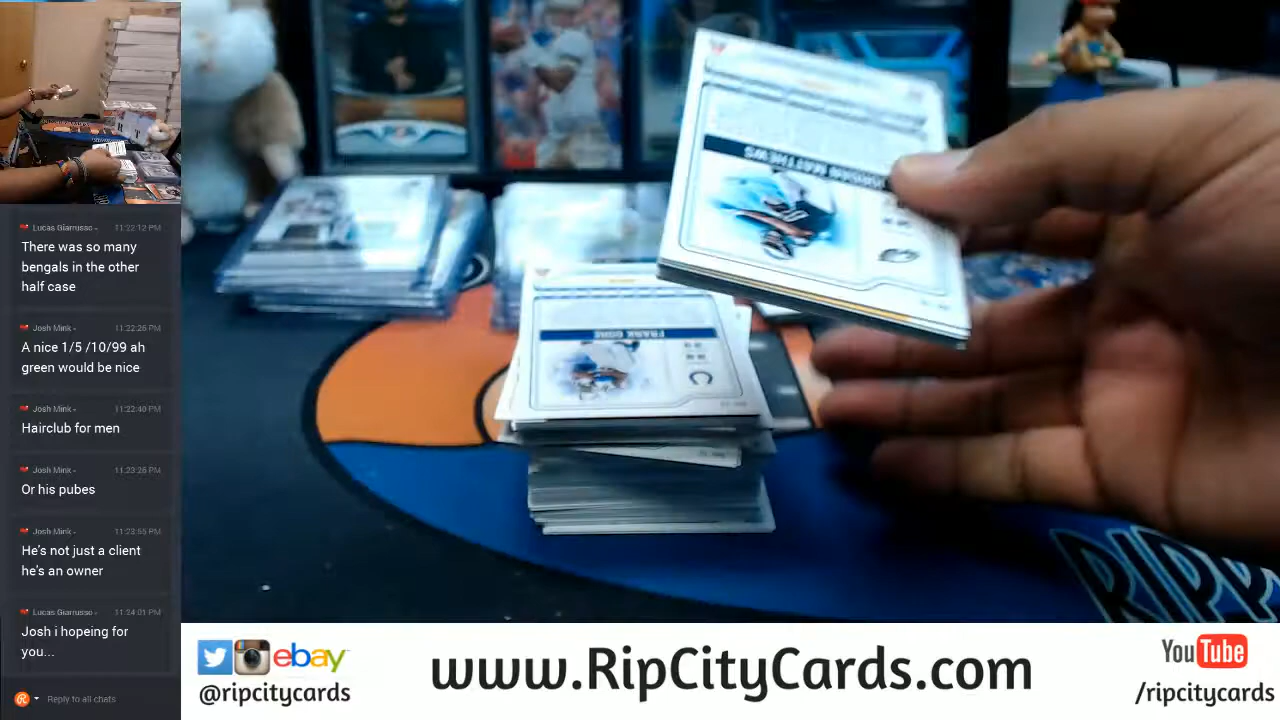 Lucas Giarrusso - 11:22:12 PM
There was so many
bengals in the other
half case
Josh Mink - 11:22:26 PM
A nice 1/5 /10/99 ah
green would be nice
Josh Mink - 11:22:40 PM
Hairclub for men
Josh Mink - 11:23:26 PM
Or his pubes
Josh Mink - 11:23:55 PM
He's not just a client
he's an owner
Lucas Giarrusso - 11:24:01 PM
Josh i hopeing for
you...
Reply to all chats
JORDAN MATTHEWS
FRANK GORE
RIPP
ebay
@ripcitycards
www.RipCityCards.com
YouTube
/ripcitycards